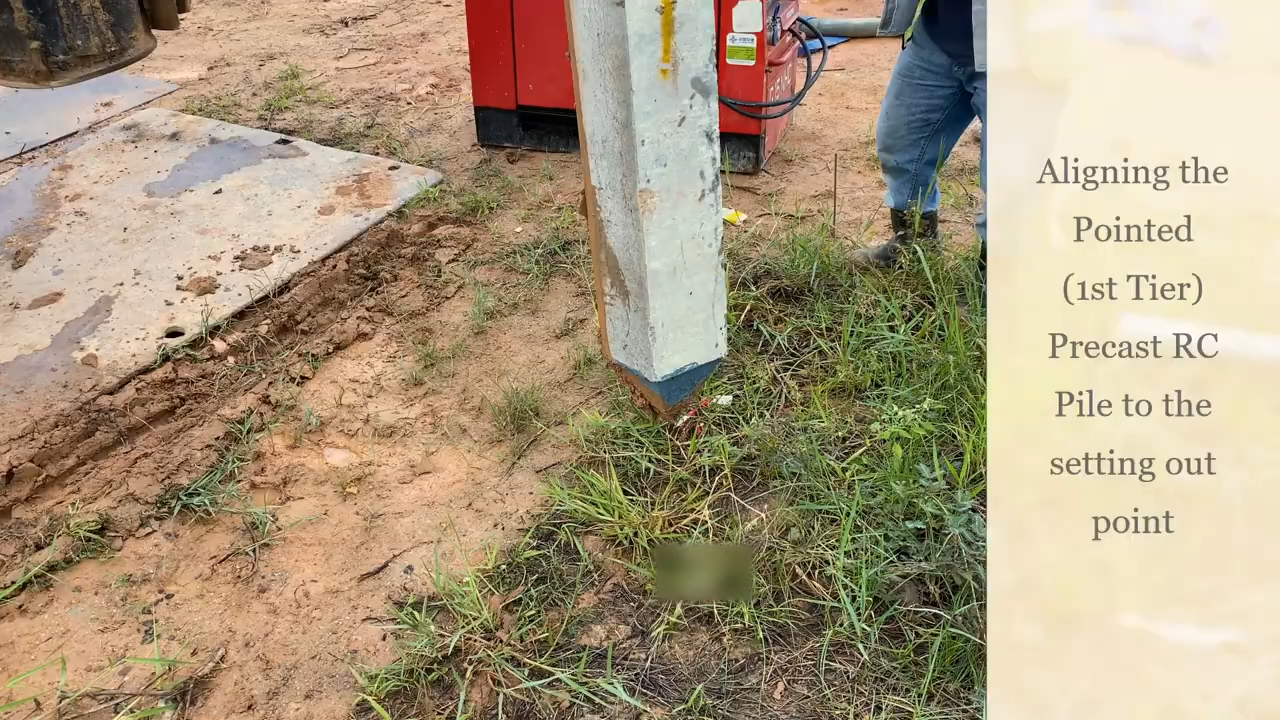 Aligning the
Pointed
(1st Tier)
Precast RC
Pile to the
setting out
point